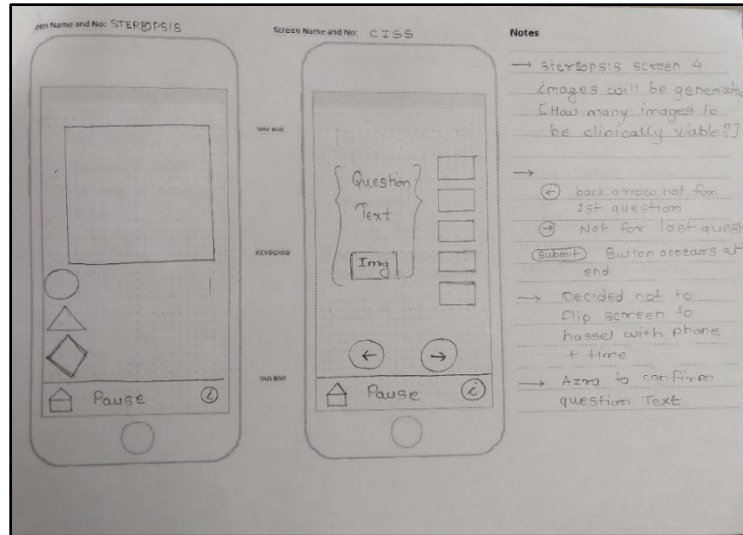 en Name and No: STEREOPSIS
Pause
i
Screen Name and No: CISS
NAV BAR
KEYBOARD
TAB BAR
Question
Text
Img
Pause
i
Notes
→ Stereopsis screen 4
images will be generate
[How many images to
be clinically viable?]
→
← back arrow not for
1st question
→ Not for last quest
Submit Button appears at
end
→ Decided not to
flip screen to
hassel with phone
+ time
→ Azra to confirm
question Text